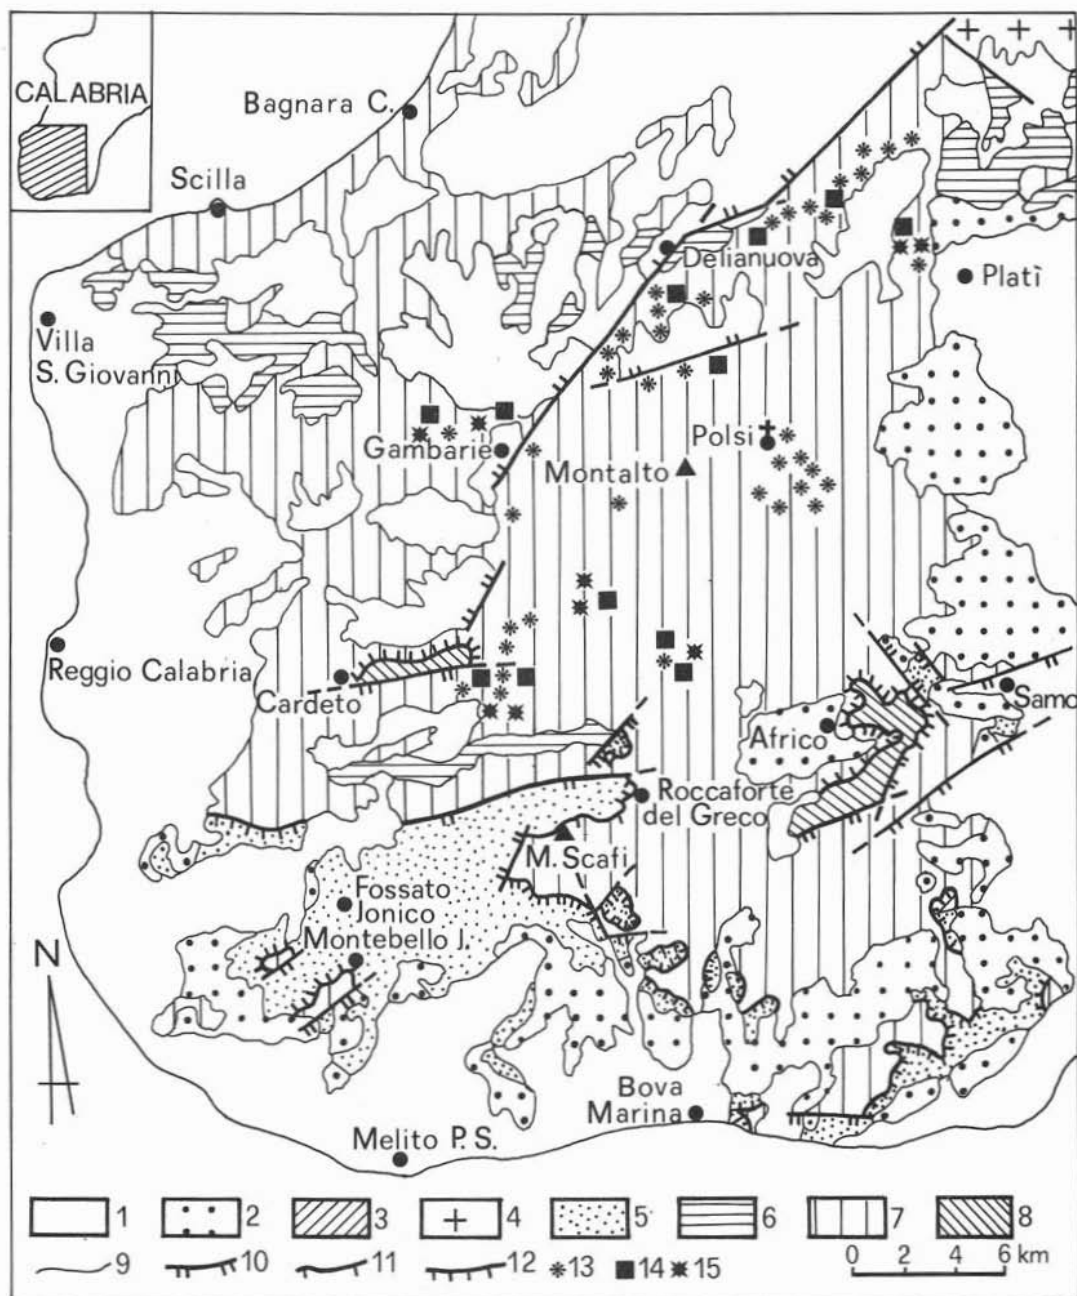 CALABRIA
Bagnara C.
Scilla
Delianuova
Platì
Villa
S. Giovanni
Gambarie
Polsi
Montalto
Reggio Calabria
Cardeto
Samo
Africo
Roccaforte
del Greco
M. Scafi
Fossato
Jonico
Montebello J.
N
Bova
Marina
Melito P. S.
1 2 3 4 5 6 7 8
9 10 11 12 13 14 15
0 2 4 6 km